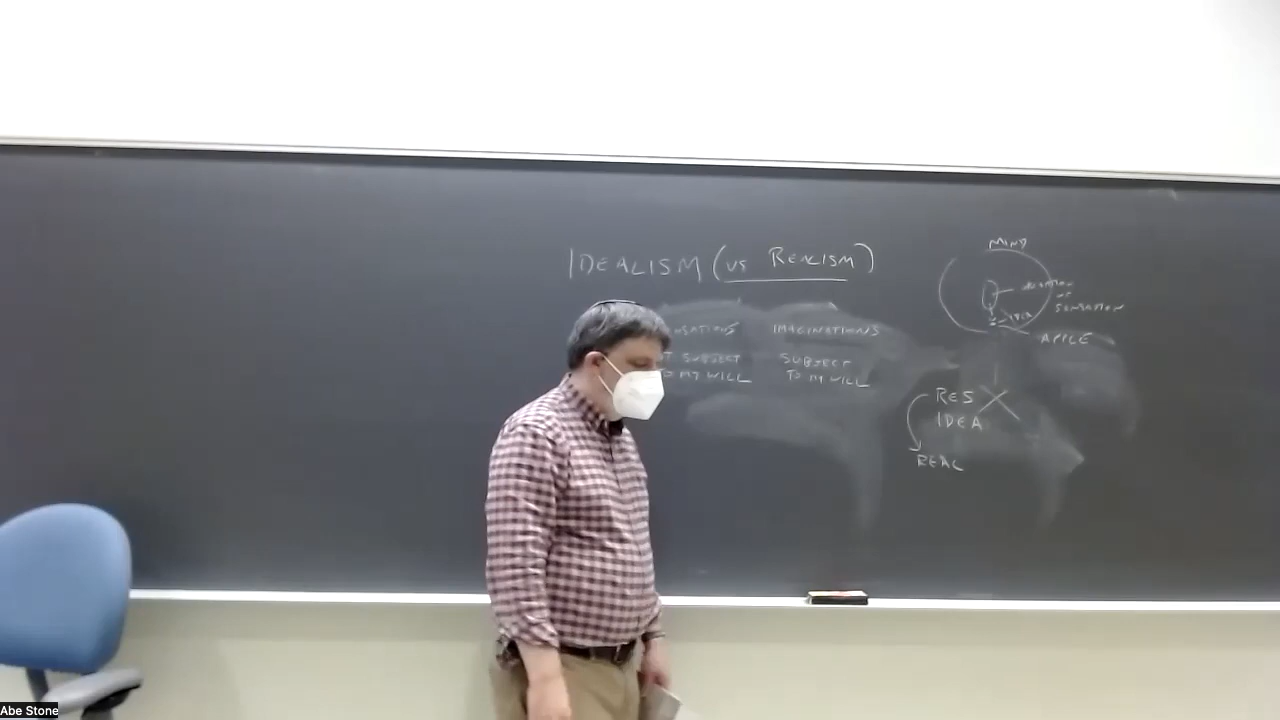 IDEALISM (VS REALISM)
IMAGINATIONS
SUBJECT
TO MY WILL
SUBJECT
TO MY WILL
MIND
SENSATION
APPLE
RES
IDEA
REAL
Abe Stone